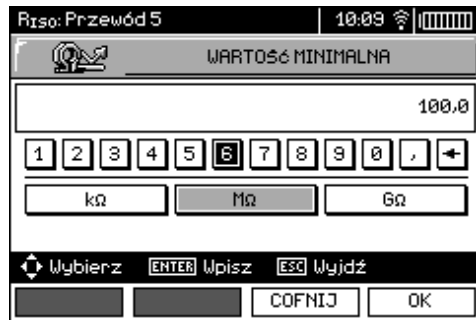 RISO: Przewód 5 10:09
WARTOŚĆ MINIMALNA
100,0
1 2 3 4 5 6 7 8 9 0 ,
kΩ MΩ GΩ
Wybierz ENTER Wpisz ESC Wyjdź
COFNIJ OK